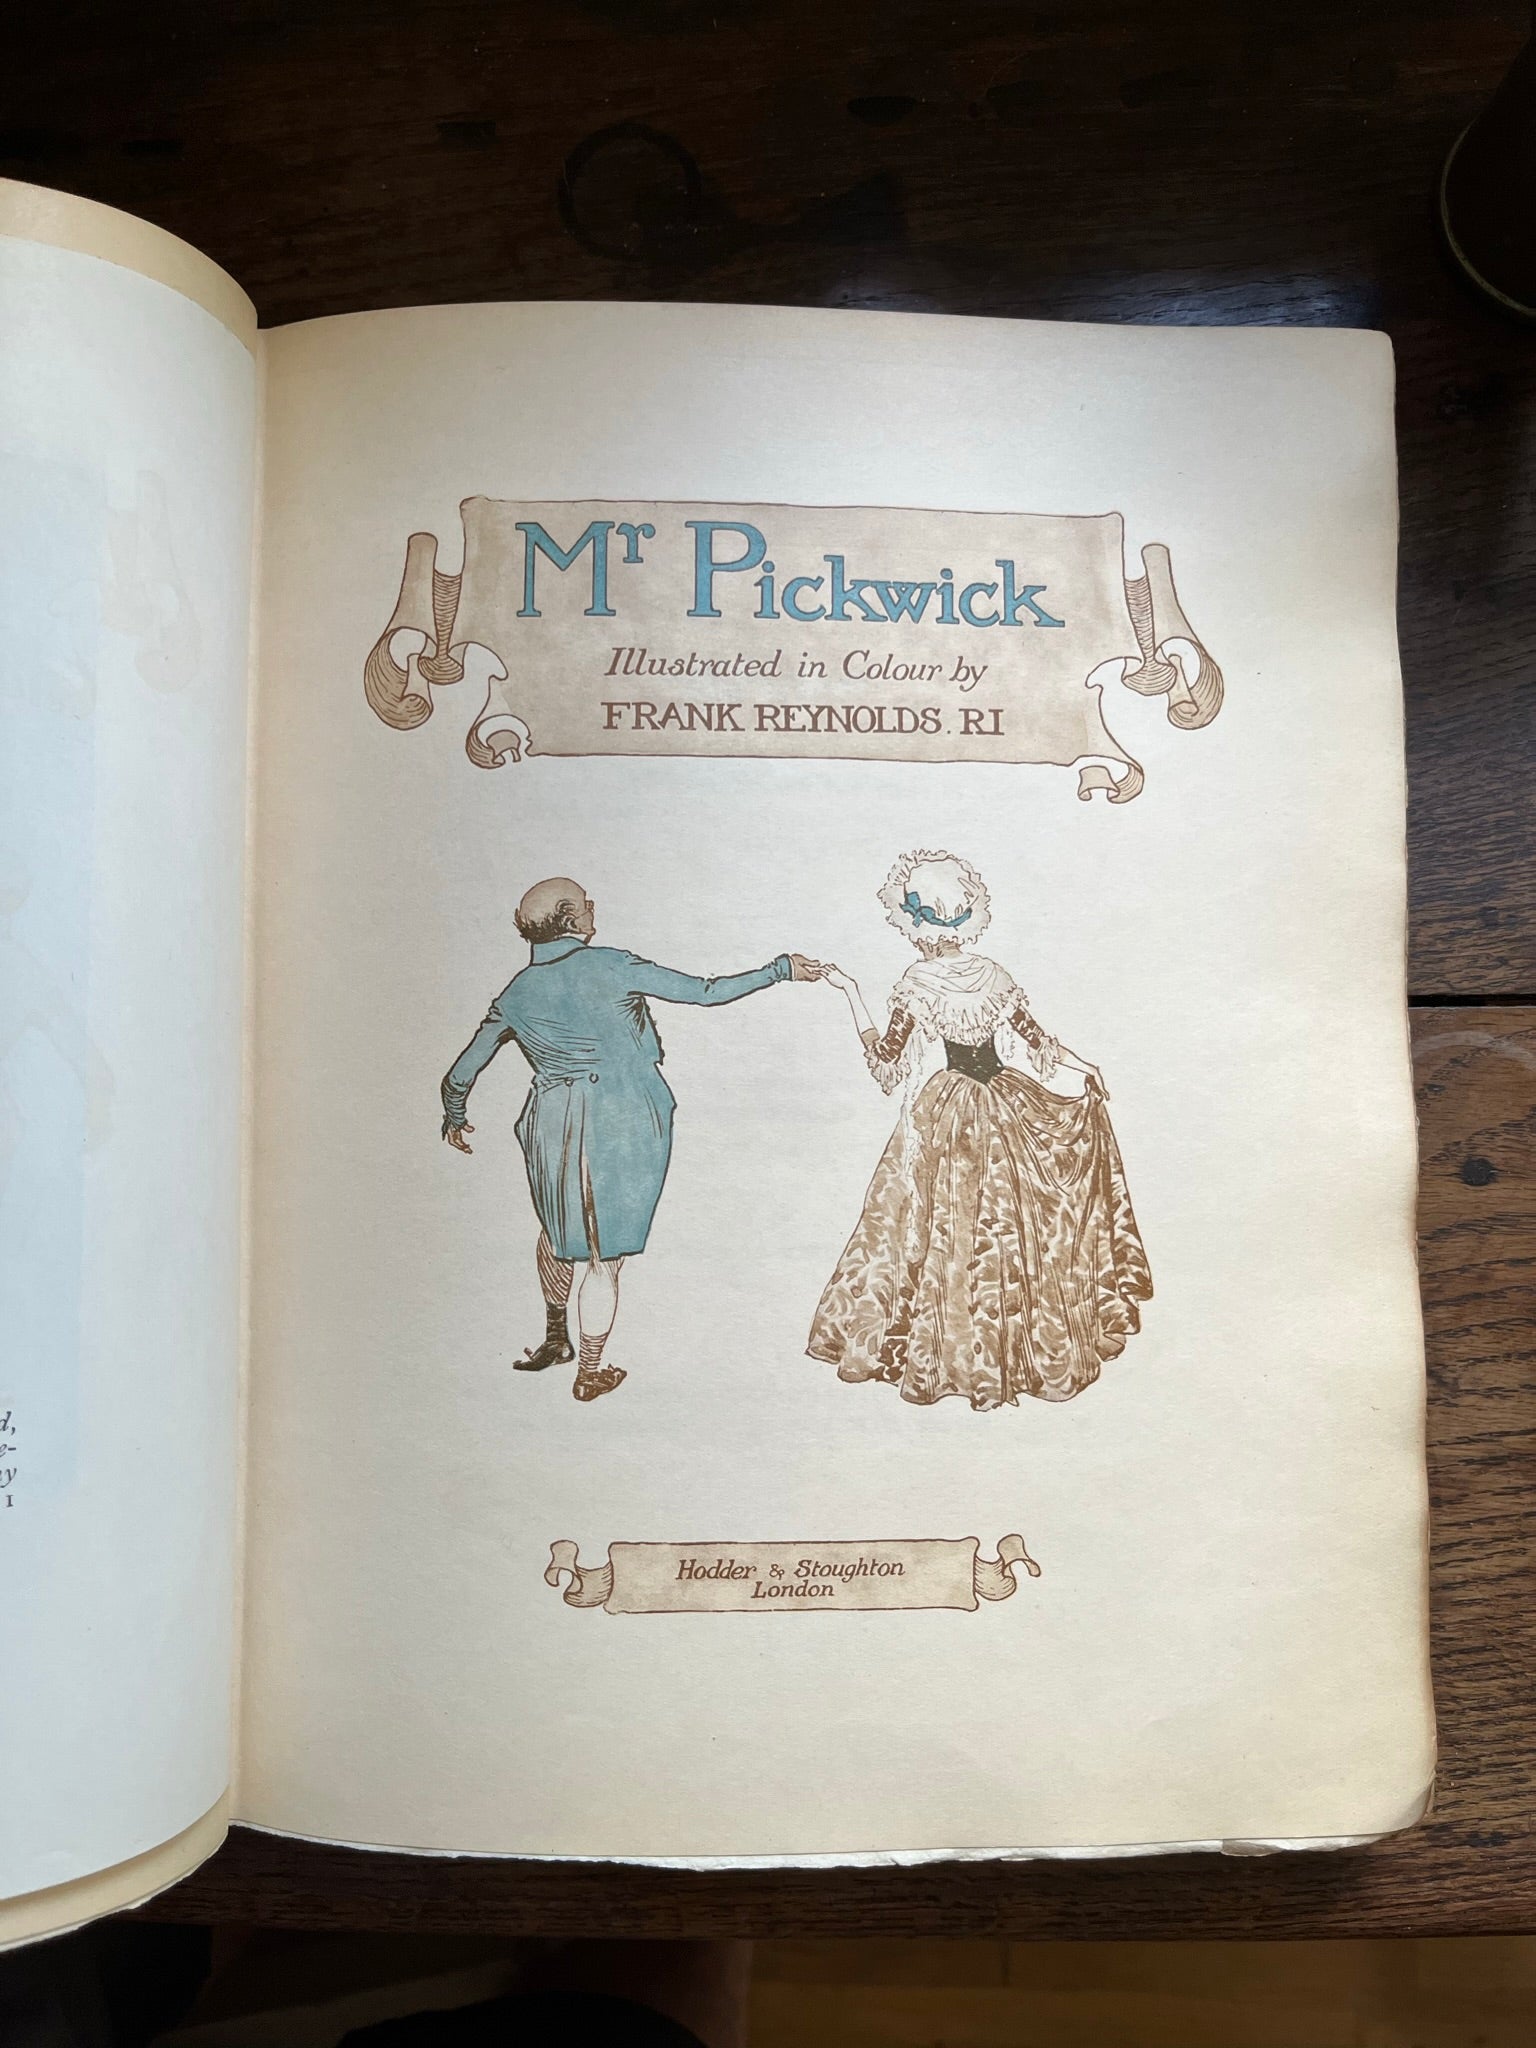 Mr Pickwick
Illustrated in Colour by
FRANK REYNOLDS. RI
Hodder & Stoughton
London